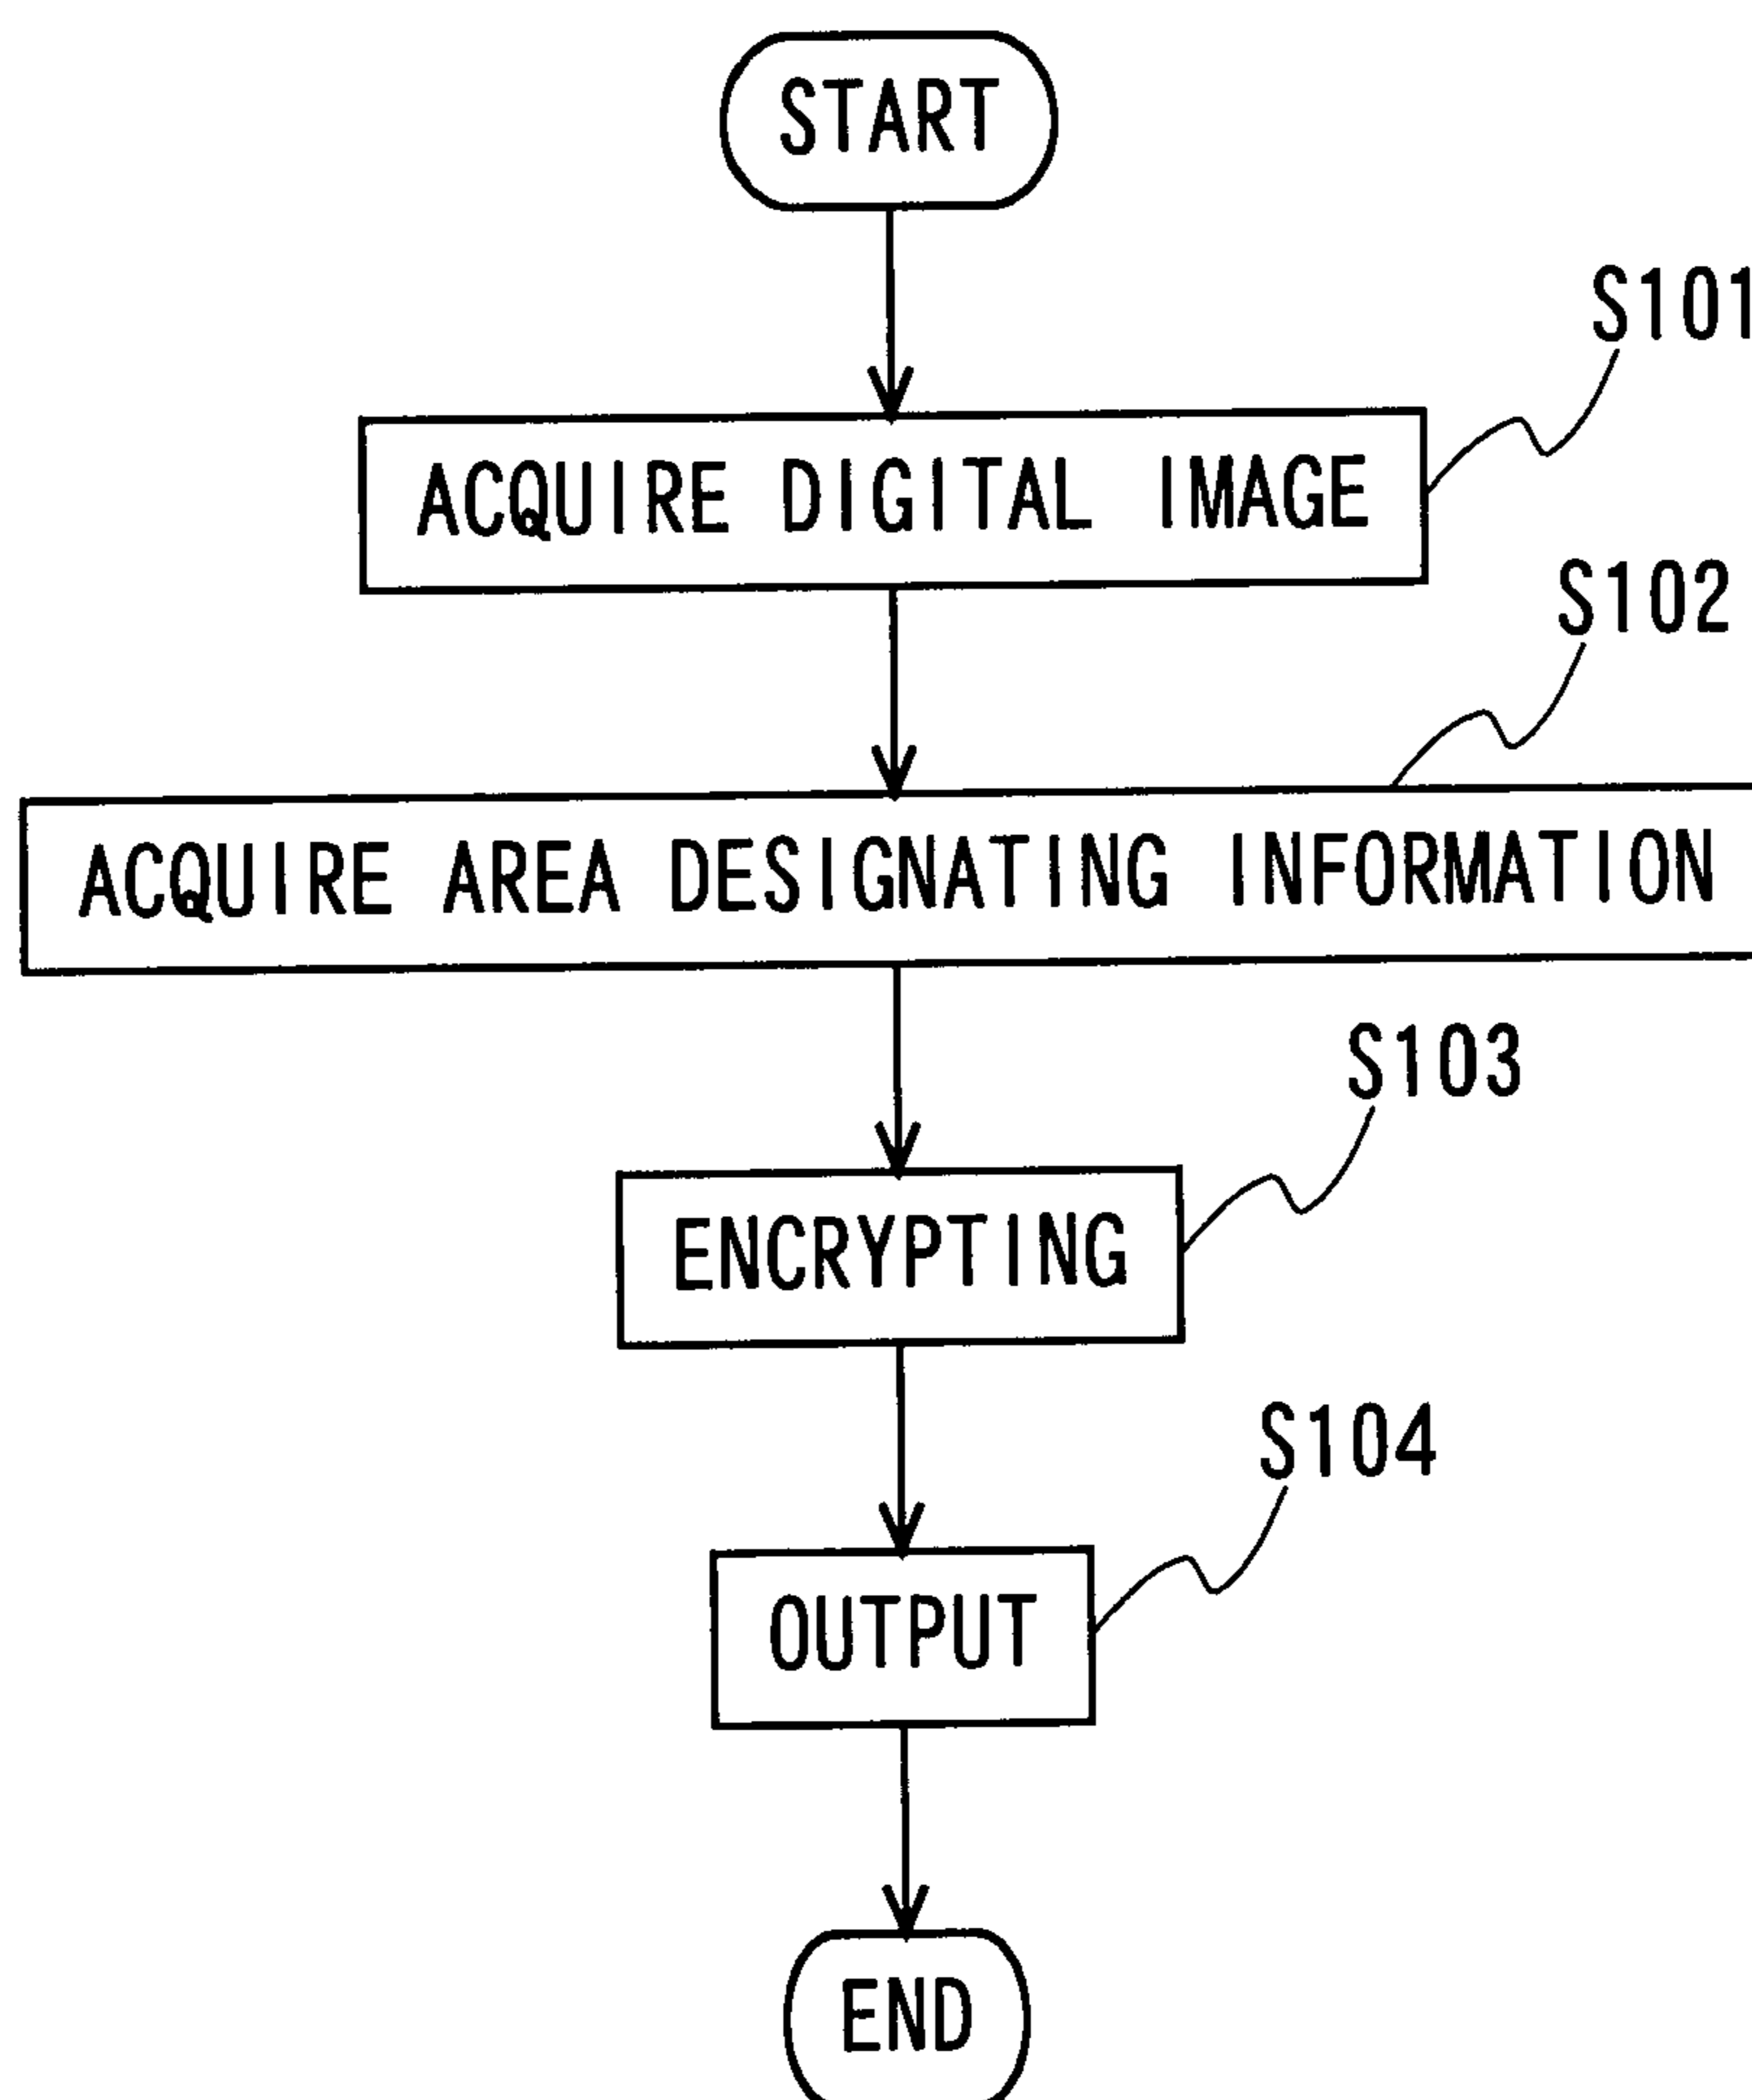 START
S101
ACQUIRE DIGITAL IMAGE
S102
ACQUIRE AREA DESIGNATING INFORMATION
S103
ENCRYPTING
S104
OUTPUT
END